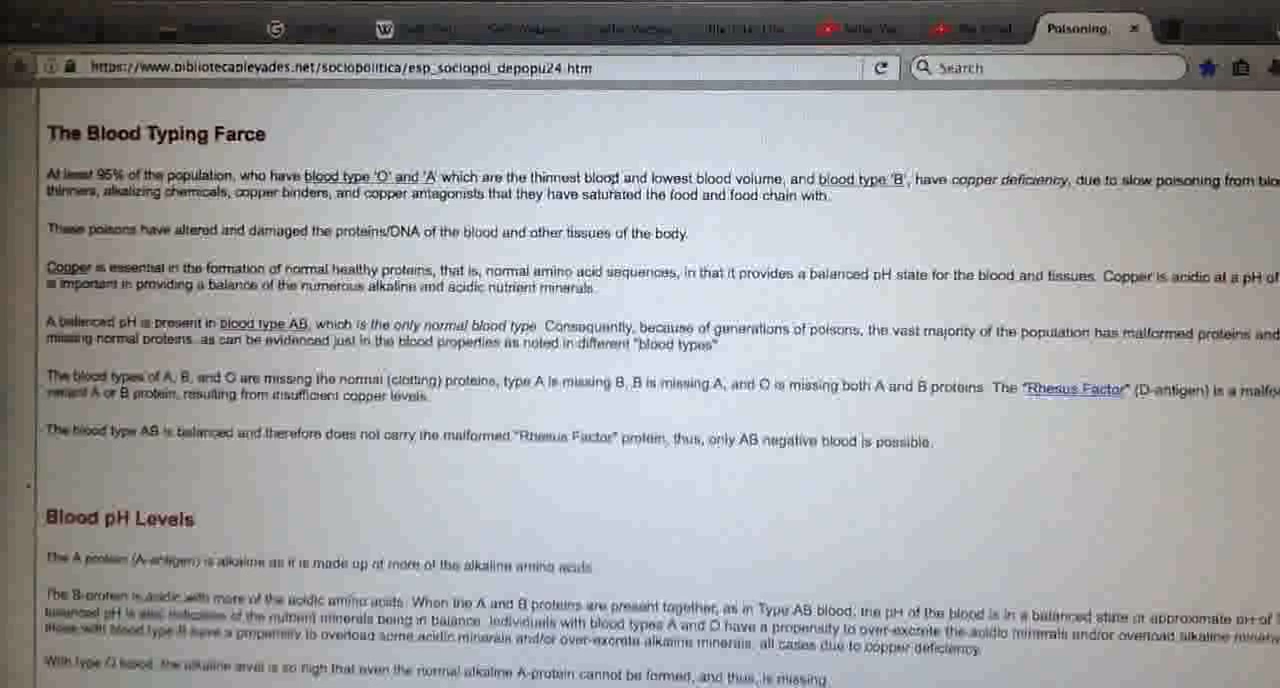 Poisoning,
https://www.bibliotecapleyades.net/sociopolitica/esp_sociopol_depopu24.htm
Search
The Blood Typing Farce
At least 95% of the population, who have blood type 'O' and 'A' which are the thinnest blood and lowest blood volume, and blood type 'B', have copper deficiency, due to slow poisoning from
thinners, alkalizing chemicals, copper binders, and copper antagonists that they have saturated the food and food chain with.
These poisons have altered and damaged the proteins/DNA of the blood and other tissues of the body.
Copper is essential in the formation of normal healthy proteins, that is, normal amino acid sequences, in that it provides a balanced pH state for the blood and tissues. Copper is acidic at a pH of
is important in providing a balance of the numerous alkaline and acidic nutrient minerals.
A balanced pH is present in blood type AB, which is the only normal blood type. Consequently, because of generations of poisons, the vast majority of the population has malformed proteins and
missing normal proteins, as can be evidenced just in the blood properties as noted in different "blood types"
The blood types of A, B, and O are missing the normal (clotting) proteins, type A is missing B, B is missing A, and O is missing both A and B proteins. The "Rhesus Factor" (D-antigen) is a
variant A or B protein, resulting from insufficient copper levels.
The blood type AB is balanced and therefore does not carry the malformed "Rhesus Factor" protein, thus, only AB negative blood is possible.
Blood pH Levels
The A protein (A-antigen) is alkaline as it is made up of more of the alkaline amino acids.
The B-protein is acidic with more of the acidic amino acids. When the A and B proteins are present together, as in Type AB blood, the pH of the blood is in a balanced state or approximate pH of
balanced pH is also indicative of the nutrient minerals being in balance. Individuals with blood types A and O have a propensity to over-excrete the acidic minerals and/or overload alkaline
those with blood type B have a propensity to overload some acidic minerals and/or over-excrete alkaline minerals, all cases due to copper deficiency.
With type O blood, the alkaline level is so high that even the normal alkaline A-protein cannot be formed, and thus, is missing.